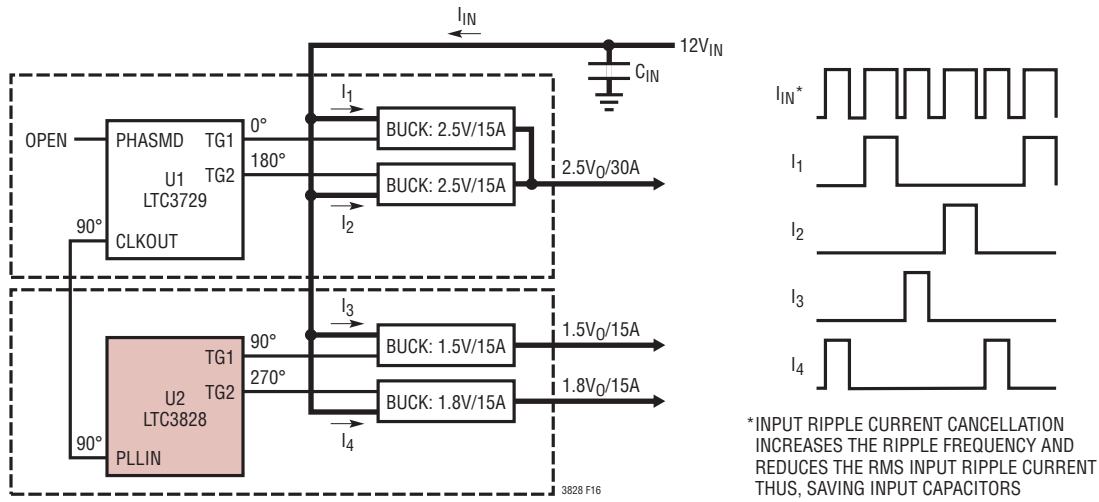 I_IN
12V_IN
C_IN
I_1
BUCK: 2.5V/15A
OPEN
PHASMD
TG1
0°
U1
LTC3729
TG2
180°
BUCK: 2.5V/15A
2.5V_O/30A
I_2
90°
CLKOUT
I_3
BUCK: 1.5V/15A
1.5V_O/15A
TG1
90°
U2
LTC3828
TG2
270°
BUCK: 1.8V/15A
1.8V_O/15A
I_4
90°
PLLIN
3828 F16
I_IN*
I_1
I_2
I_3
I_4
*INPUT RIPPLE CURRENT CANCELLATION
INCREASES THE RIPPLE FREQUENCY AND
REDUCES THE RMS INPUT RIPPLE CURRENT
THUS, SAVING INPUT CAPACITORS